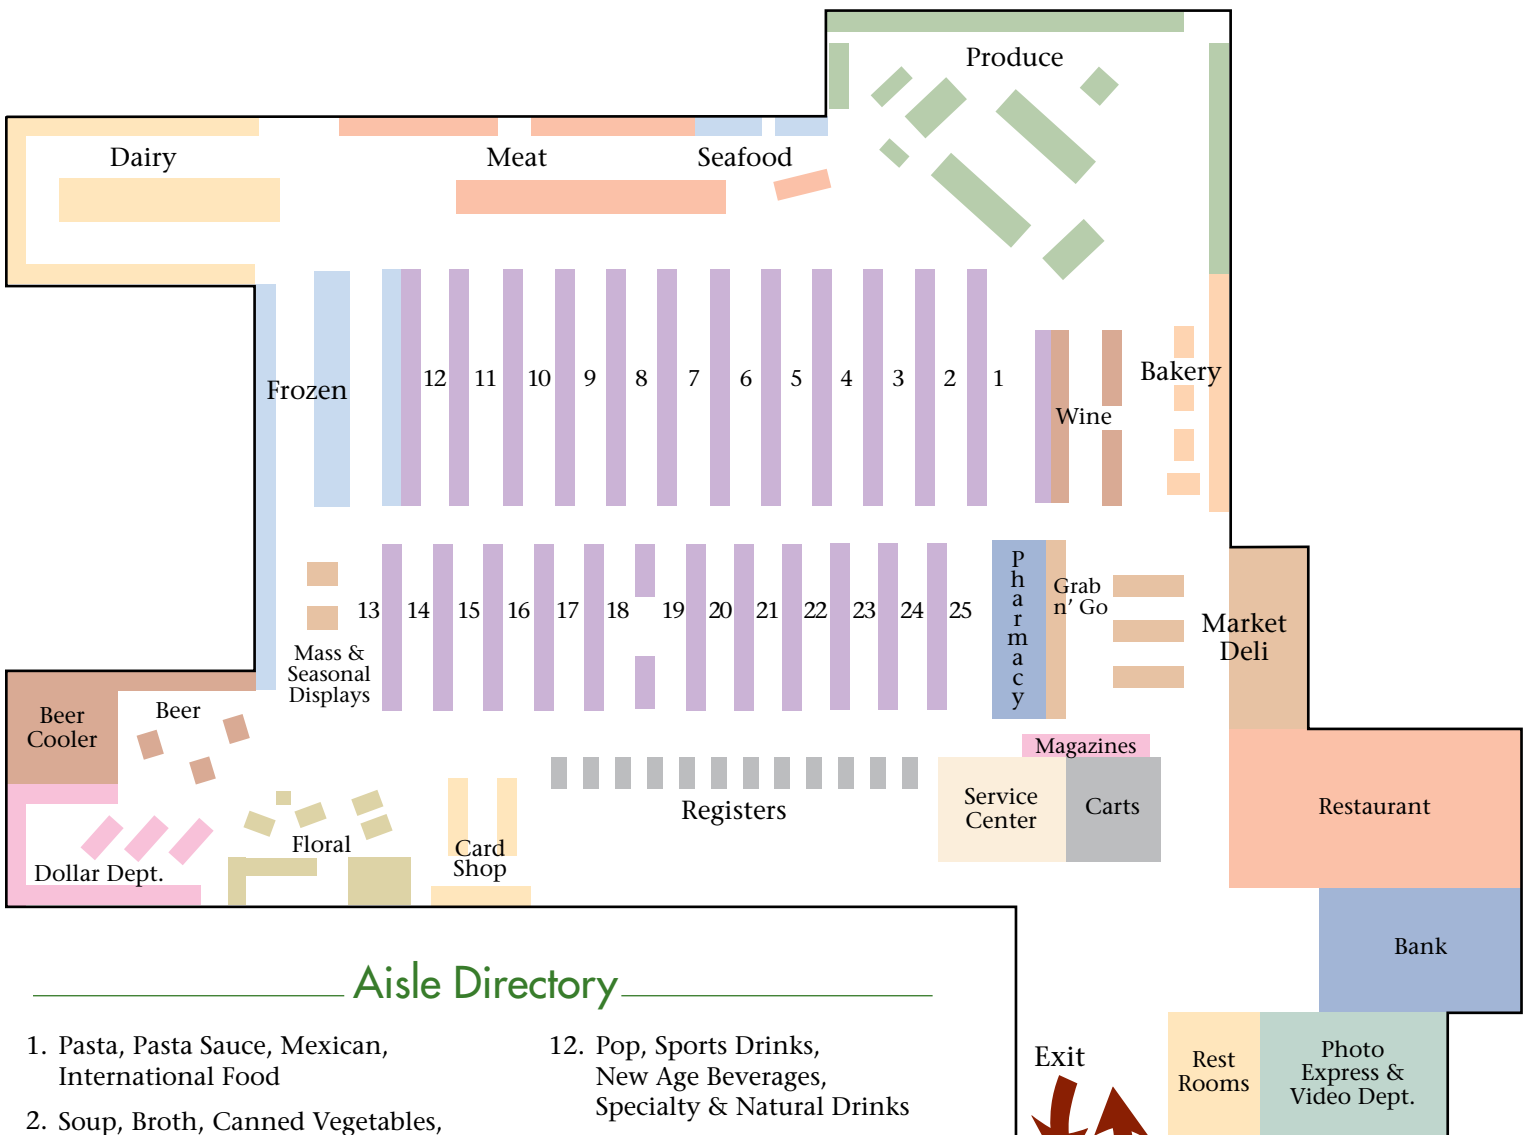 Produce
Dairy
Meat
Seafood
Frozen
12
11
10
9
8
7
6
5
4
3
2
1
Wine
Bakery
13
14
15
16
17
18
19
20
21
22
23
24
25
Pharmacy
Grab
n' Go
Market
Deli
Mass &
Seasonal
Displays
Beer
Cooler
Beer
Magazines
Registers
Service
Center
Carts
Restaurant
Floral
Card
Shop
Dollar Dept.
Bank
Aisle Directory
1. Pasta, Pasta Sauce, Mexican,
International Food
2. Soup, Broth, Canned Vegetables,
12. Pop, Sports Drinks,
New Age Beverages,
Specialty & Natural Drinks
Exit
Rest
Rooms
Photo
Express &
Video Dept.